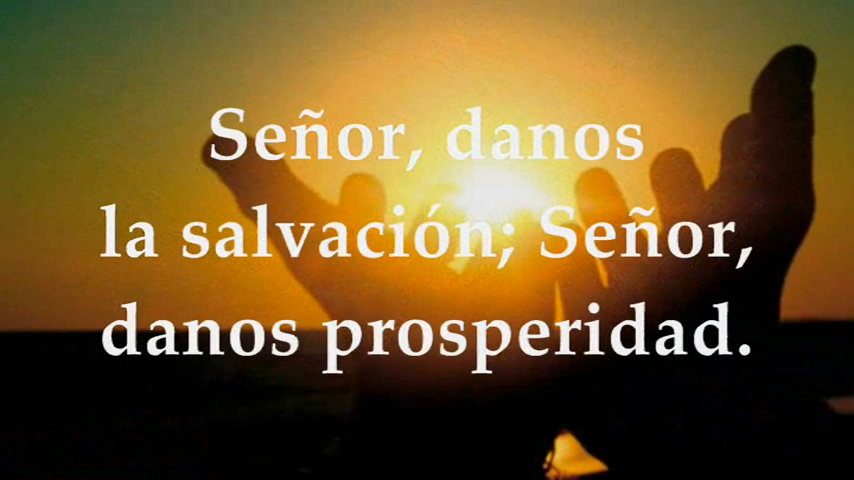 Señor, danos
la salvación; Señor,
danos prosperidad.